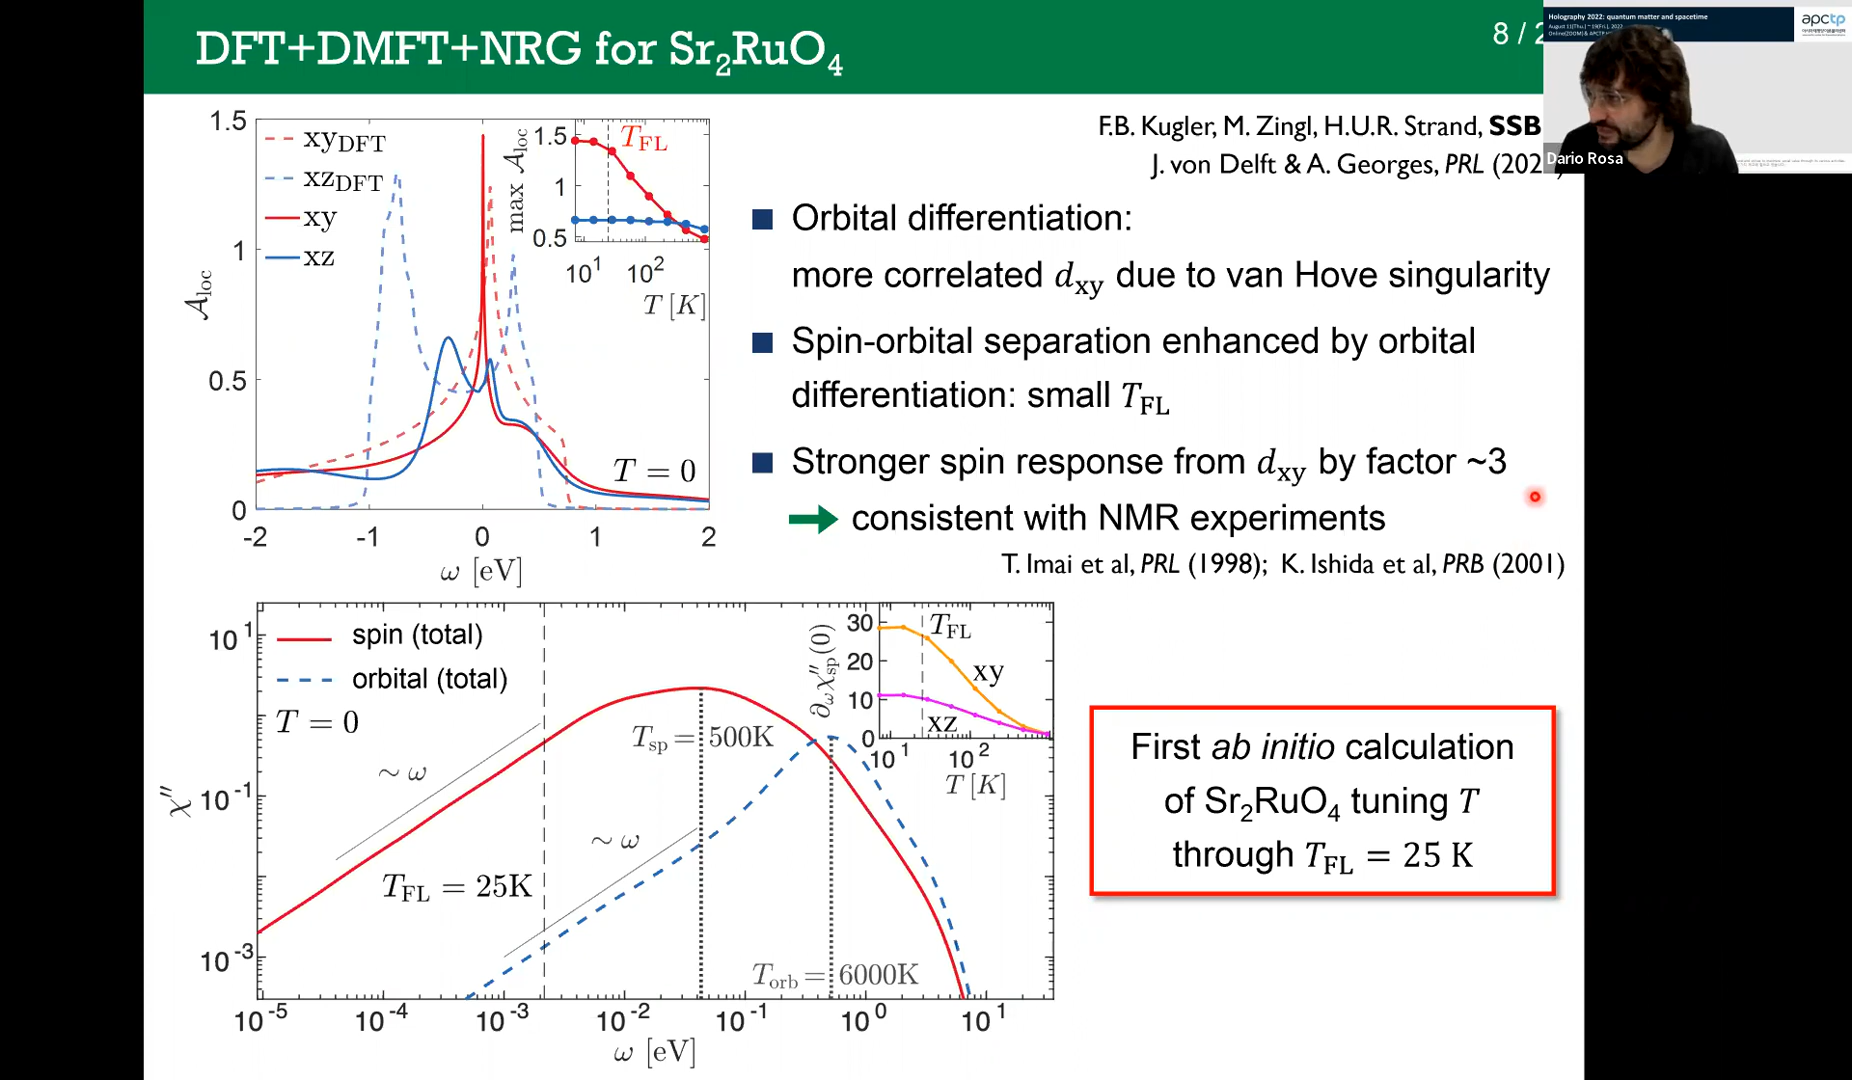 DFT+DMFT+NRG for Sr₂RuO₄
8 / 2
Holography 2022: quantum matter and spacetime
apctp
Dario Rosa
F.B. Kugler, M. Zingl, H.U.R. Strand, SSB
J. von Delft & A. Georges, PRL (202
Orbital differentiation:
more correlated d_xy due to van Hove singularity
Spin-orbital separation enhanced by orbital
differentiation: small T_FL
Stronger spin response from d_xy by factor ~3
consistent with NMR experiments
T. Imai et al, PRL (1998); K. Ishida et al, PRB (2001)
1.5
1
0.5
0
A_loc
xy_DFT
xz_DFT
xy
xz
T = 0
-2 -1 0 1 2
ω [eV]
max A_loc
1.5
1
0.5
T_FL
10¹ 10²
T [K]
10¹
10⁻¹
10⁻³
χ″
spin (total)
orbital (total)
T = 0
~ ω
~ ω
T_FL = 25K
T_sp = 500K
T_orb = 6000K
10⁻⁵ 10⁻⁴ 10⁻³ 10⁻² 10⁻¹ 10⁰ 10¹
ω [eV]
∂_ωχ″_sp(0)
30
20
10
0
T_FL
xy
xz
10¹ 10²
T [K]
First ab initio calculation
of Sr₂RuO₄ tuning T
through T_FL = 25 K